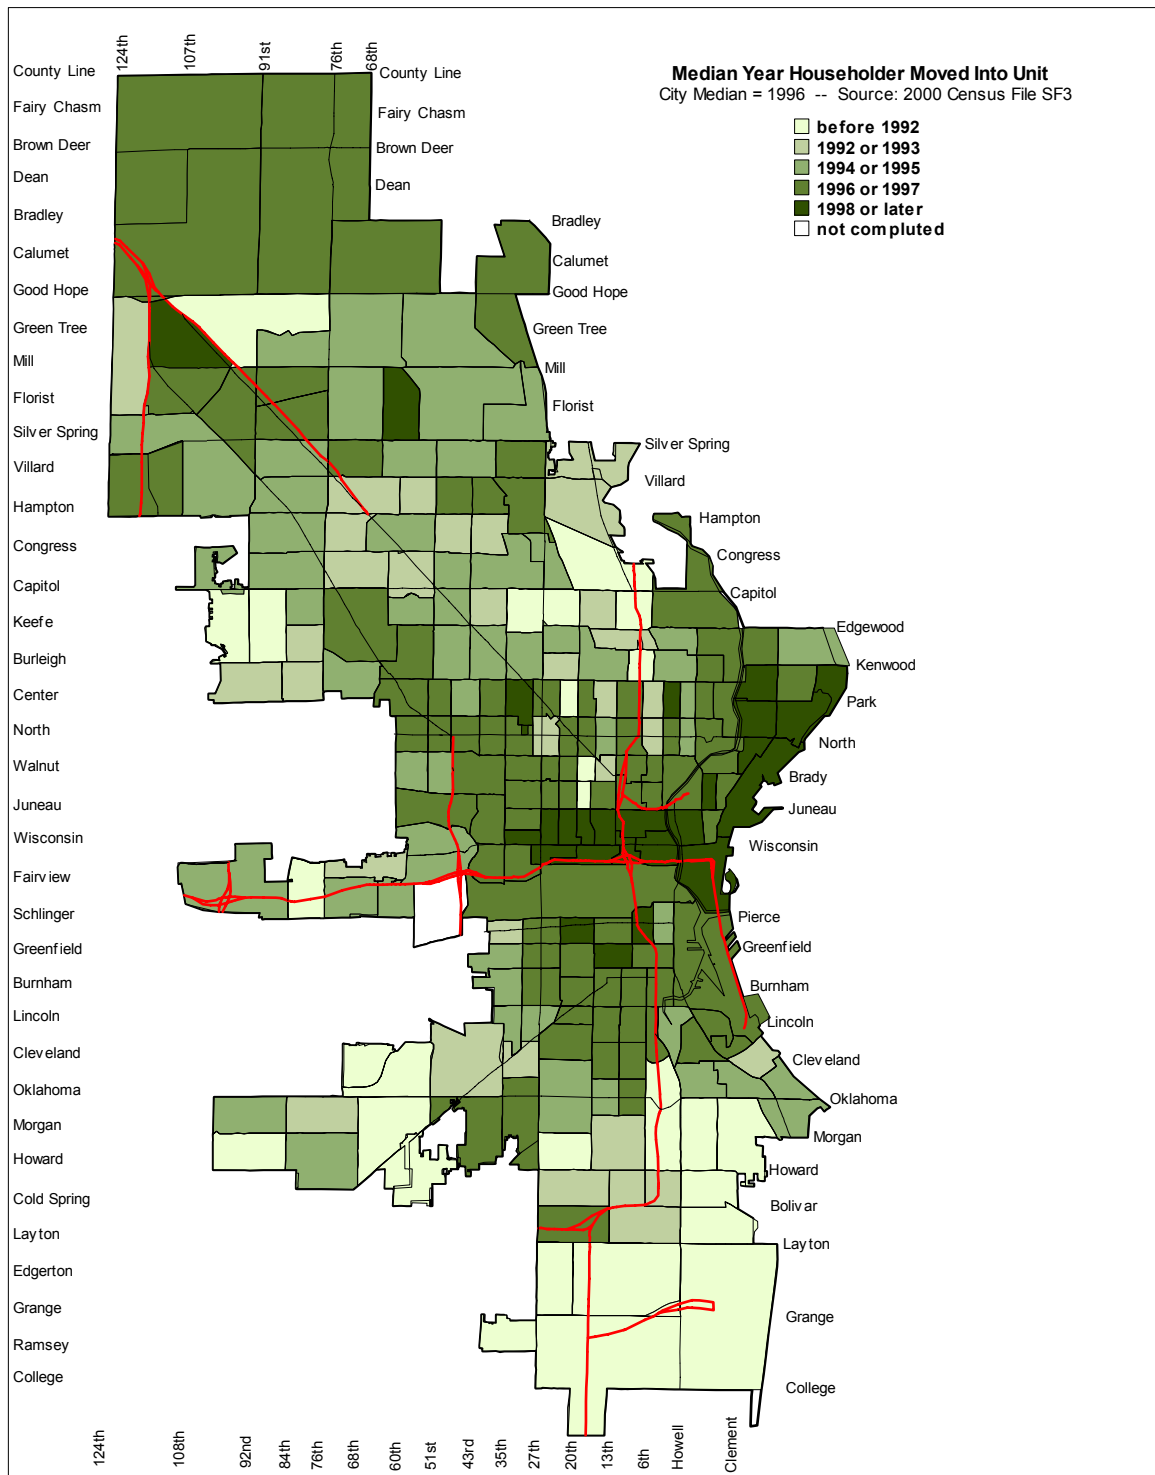 124th
107th
91st
76th
68th
County Line
County Line
Median Year Householder Moved Into Unit
City Median = 1996 -- Source: 2000 Census File SF3
Fairy Chasm
Fairy Chasm
before 1992
1992 or 1993
1994 or 1995
1996 or 1997
1998 or later
not compluted
Brown Deer
Brown Deer
Dean
Dean
Bradley
Bradley
Calumet
Calumet
Good Hope
Good Hope
Green Tree
Green Tree
Mill
Mill
Florist
Florist
Silver Spring
Silver Spring
Villard
Villard
Hampton
Hampton
Congress
Congress
Capitol
Capitol
Keefe
Edgewood
Burleigh
Kenwood
Center
Park
North
North
Walnut
Brady
Juneau
Juneau
Wisconsin
Wisconsin
Fairview
Schlinger
Pierce
Greenfield
Greenfield
Burnham
Burnham
Lincoln
Lincoln
Cleveland
Cleveland
Oklahoma
Oklahoma
Morgan
Morgan
Howard
Howard
Cold Spring
Bolivar
Layton
Layton
Edgerton
Grange
Grange
Ramsey
College
College
124th
108th
92nd
84th
76th
68th
60th
51st
43rd
35th
27th
20th
13th
6th
Howell
Clement